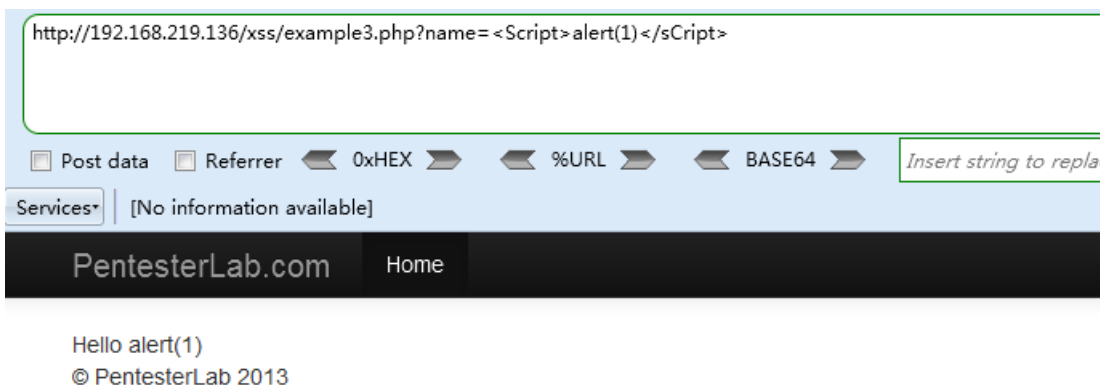 http://192.168.219.136/xss/example3.php?name=<Script>alert(1)</sCript>
Post data Referrer 0xHEX %URL BASE64 Insert string to repla
Services [No information available]
PentesterLab.com Home
Hello alert(1)
© PentesterLab 2013